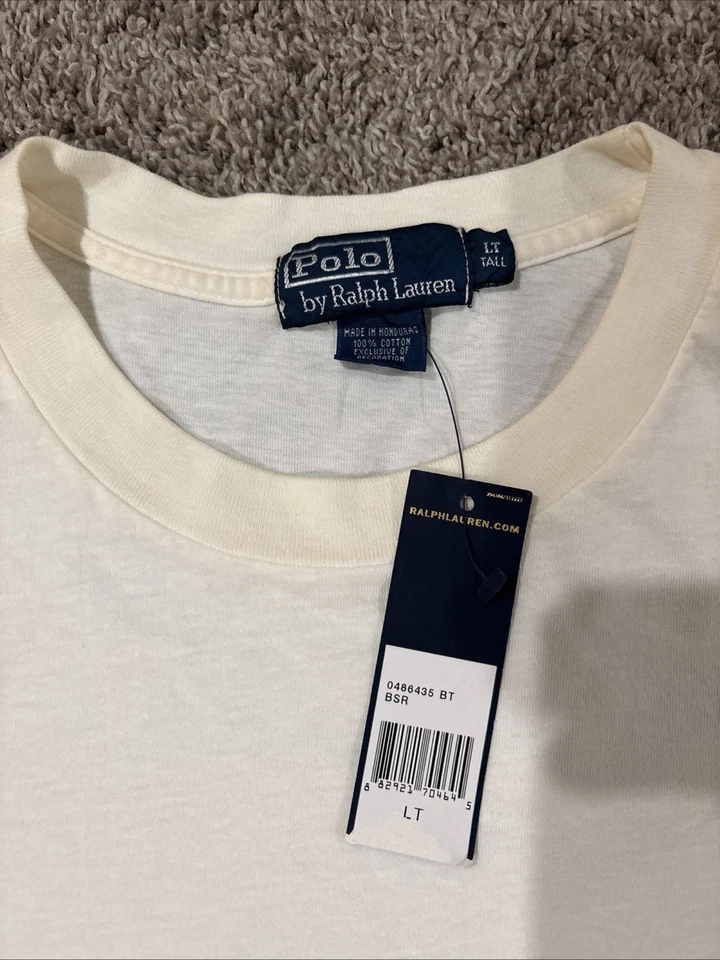 Polo
by Ralph Lauren
LT
TALL
MADE IN HONDURAS
100% COTTON
EXCLUSIVE OF
DECORATION
RALPHLAUREN.COM
0486435 BT
BSR
8 82921 70464 5
LT